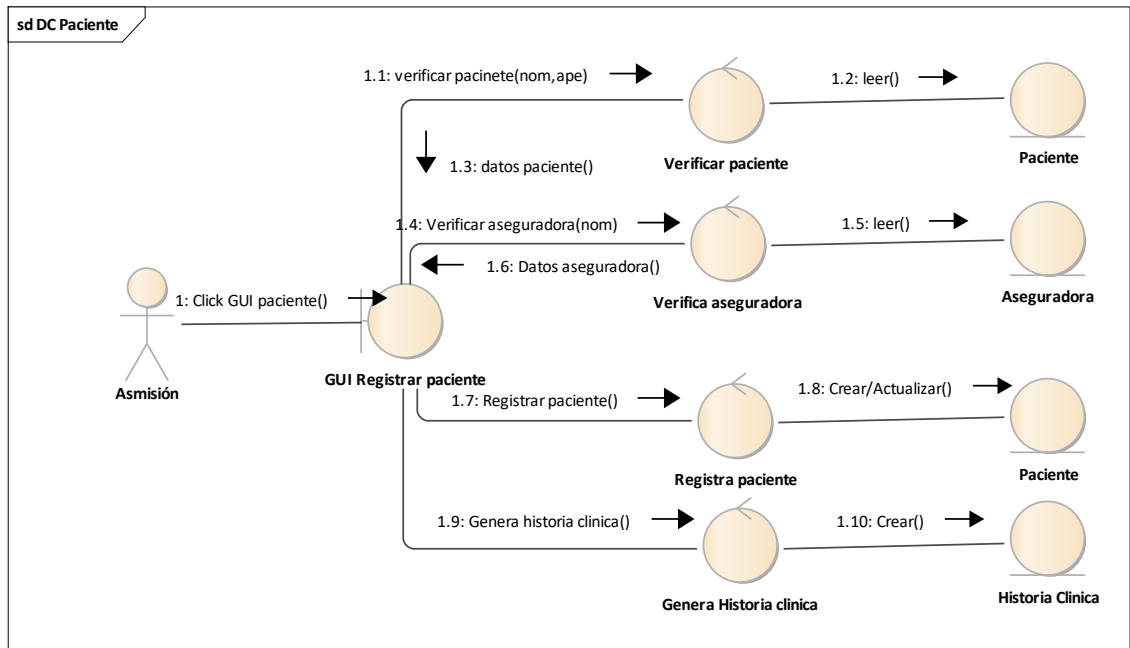 sd DC Paciente
1.1: verificar pacinete(nom,ape)
1.2: leer()
Verificar paciente
Paciente
1.3: datos paciente()
1.4: Verificar aseguradora(nom)
1.5: leer()
1.6: Datos aseguradora()
Verifica aseguradora
Aseguradora
1: Click GUI paciente()
Asmisión
GUI Registrar paciente
1.7: Registrar paciente()
1.8: Crear/Actualizar()
Registra paciente
Paciente
1.9: Genera historia clinica()
1.10: Crear()
Genera Historia clinica
Historia Clinica